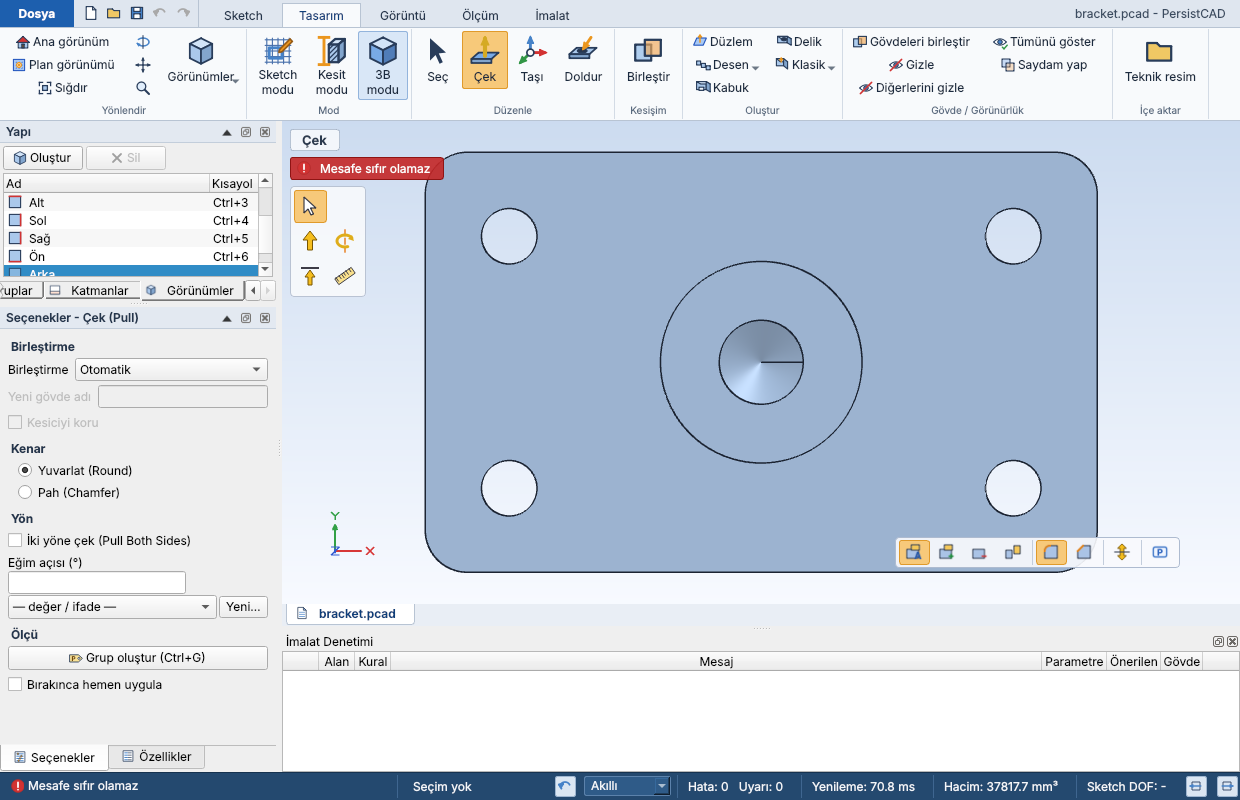 Dosya
Sketch
Tasarım
Görüntü
Ölçüm
İmalat
bracket.pcad - PersistCAD
Ana görünüm
Plan görünümü
Sığdır
Görünümler
Yönlendir
Sketch modu
Kesit modu
3B modu
Mod
Seç
Çek
Taşı
Doldur
Düzenle
Birleştir
Kesişim
Düzlem
Desen
Kabuk
Delik
Klasik
Oluştur
Gövdeleri birleştir
Gizle
Diğerlerini gizle
Tümünü göster
Saydam yap
Gövde / Görünürlük
Teknik resim
İçe aktar
Yapı
Oluştur
Sil
Ad Kısayol
Alt Ctrl+3
Sol Ctrl+4
Sağ Ctrl+5
Ön Ctrl+6
Arka
Katmanlar
Görünümler
Seçenekler - Çek (Pull)
Birleştirme
Birleştirme Otomatik
Yeni gövde adı
Kesiciyi koru
Kenar
Yuvarlat (Round)
Pah (Chamfer)
Yön
İki yöne çek (Pull Both Sides)
Eğim açısı (°)
— değer / ifade — Yeni...
Ölçü
Grup oluştur (Ctrl+G)
Bırakınca hemen uygula
Seçenekler
Özellikler
Çek
Mesafe sıfır olamaz
Y
Z
X
P
bracket.pcad
İmalat Denetimi
Alan Kural Mesaj Parametre Önerilen Gövde
Mesafe sıfır olamaz
Seçim yok
Akıllı
Hata: 0 Uyarı: 0
Yenileme: 70.8 ms
Hacim: 37817.7 mm³
Sketch DOF: -